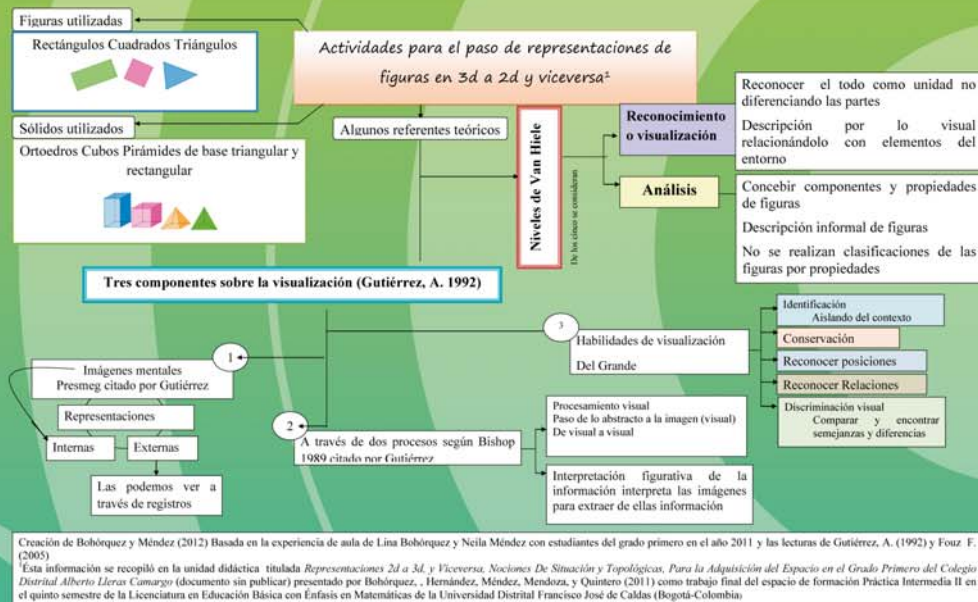 Figuras utilizadas
Rectángulos Cuadrados Triángulos
Actividades para el paso de representaciones de
figuras en 3d a 2d y viceversa¹
Sólidos utilizados
Ortoedros Cubos Pirámides de base triangular y
rectangular
Algunos referentes teóricos
Niveles de Van Hiele
De los cinco se consideran
Reconocimiento
o visualización
Reconocer el todo como unidad no
diferenciando las partes
Descripción por lo visual
relacionándolo con elementos del
entorno
Análisis
Concebir componentes y propiedades
de figuras
Descripción informal de figuras
No se realizan clasificaciones de las
figuras por propiedades
Tres componentes sobre la visualización (Gutiérrez, A. 1992)
1
Imágenes mentales
Presmeg citado por Gutiérrez
Representaciones
Internas
Externas
Las podemos ver a
través de registros
2
A través de dos procesos según Bishop
1989 citado por Gutiérrez
Procesamiento visual
Paso de lo abstracto a la imagen (visual)
De visual a visual
Interpretación figurativa de la
información interpreta las imágenes
para extraer de ellas información
3
Habilidades de visualización
Del Grande
Identificación
Aislando del contexto
Conservación
Reconocer posiciones
Reconocer Relaciones
Discriminación visual
Comparar y encontrar
semejanzas y diferencias
Creación de Bohórquez y Méndez (2012) Basada en la experiencia de aula de Lina Bohórquez y Neila Méndez con estudiantes del grado primero en el año 2011 y las lecturas de Gutiérrez, A. (1992) y Fouz F.
(2005)
¹Ésta información se recopiló en la unidad didáctica titulada Representaciones 2d a 3d, y Viceversa, Nociones De Situación y Topológicas, Para la Adquisición del Espacio en el Grado Primero del Colegio
Distrital Alberto Lleras Camargo (documento sin publicar) presentado por Bohórquez, , Hernández, Méndez, Mendoza, y Quintero (2011) como trabajo final del espacio de formación Práctica Intermedia II en
el quinto semestre de la Licenciatura en Educación Básica con Énfasis en Matemáticas de la Universidad Distrital Francisco José de Caldas (Bogotá-Colombia)